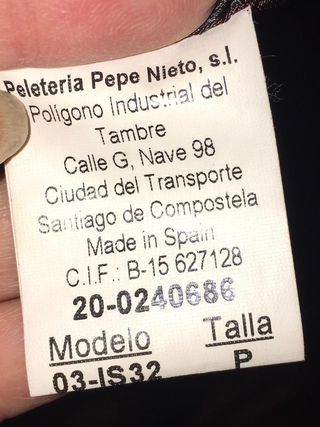 Peleteria Pepe Nieto, s.l.
Polígono Industrial del
Tambre
Calle G, Nave 98
Ciudad del Transporte
Santiago de Compostela
Made in Spain
C.I.F.: B-15 627128
20-0240686
Modelo Talla
03-IS32 P